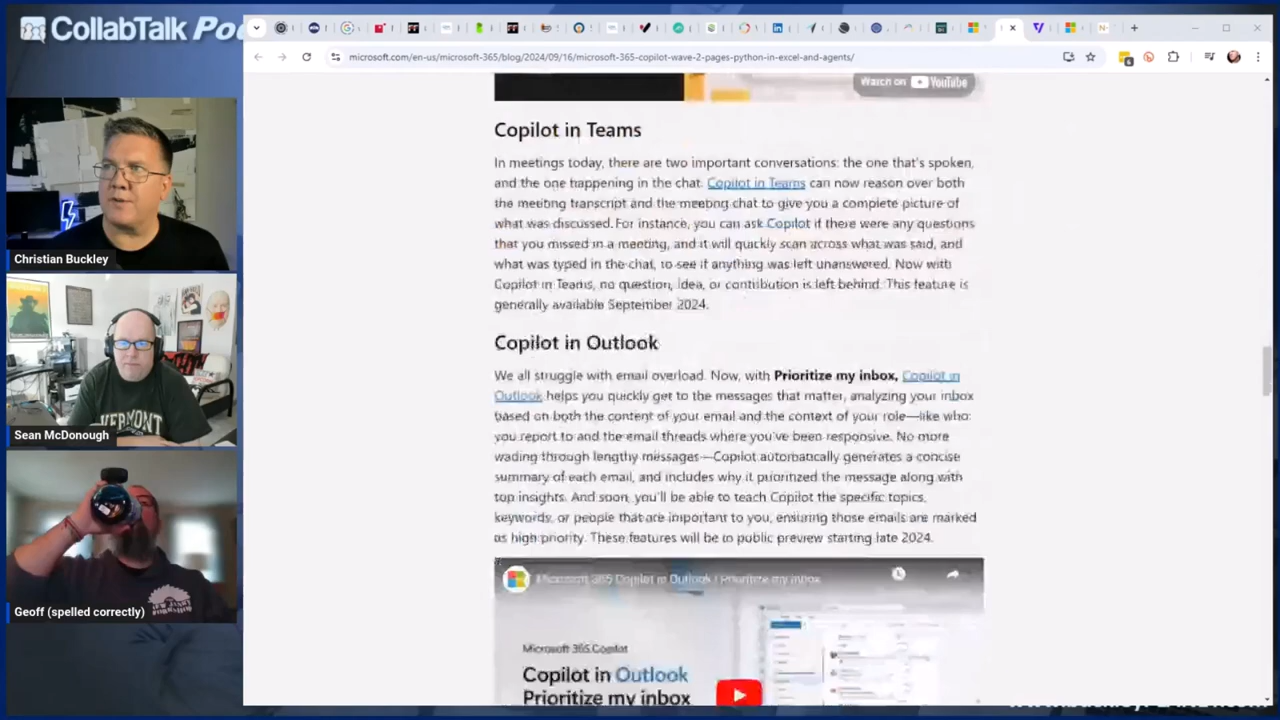 CollabTalk Po
microsoft.com/en-us/microsoft-365/blog/2024/09/16/microsoft-365-copilot-wave-2-pages-python-in-excel-and-agents/
Watch on YouTube
Copilot in Teams
In meetings today, there are two important conversations: the one that's spoken,
and the one happening in the chat. Copilot in Teams can now reason over both
the meeting transcript and the meeting chat to give you a complete picture of
what was discussed. For instance, you can ask Copilot if there were any questions
that you missed in a meeting, and it will quickly scan across what was said, and
what was typed in the chat, to see if anything was left unanswered. Now with
Copilot in Teams, no question, idea, or contribution is left behind. This feature is
generally available September 2024.
Copilot in Outlook
We all struggle with email overload. Now, with Prioritize my inbox, Copilot in
Outlook helps you quickly get to the messages that matter, analyzing your inbox
based on both the content of your email and the context of your role—like who
you report to and the email threads where you've been responsive. No more
wading through lengthy messages—Copilot automatically generates a concise
summary of each email, and includes why it prioritized the message along with
top insights. And soon, you'll be able to teach Copilot the specific topics,
keywords, or people that are important to you, ensuring those emails are marked
as high priority. These features will be in public preview starting late 2024.
Microsoft 365 Copilot in Outlook | Prioritize my inbox
Microsoft 365 Copilot
Copilot in Outlook
Prioritize my inbox
Christian Buckley
VERMONT
Sean McDonough
Geoff (spelled correctly)